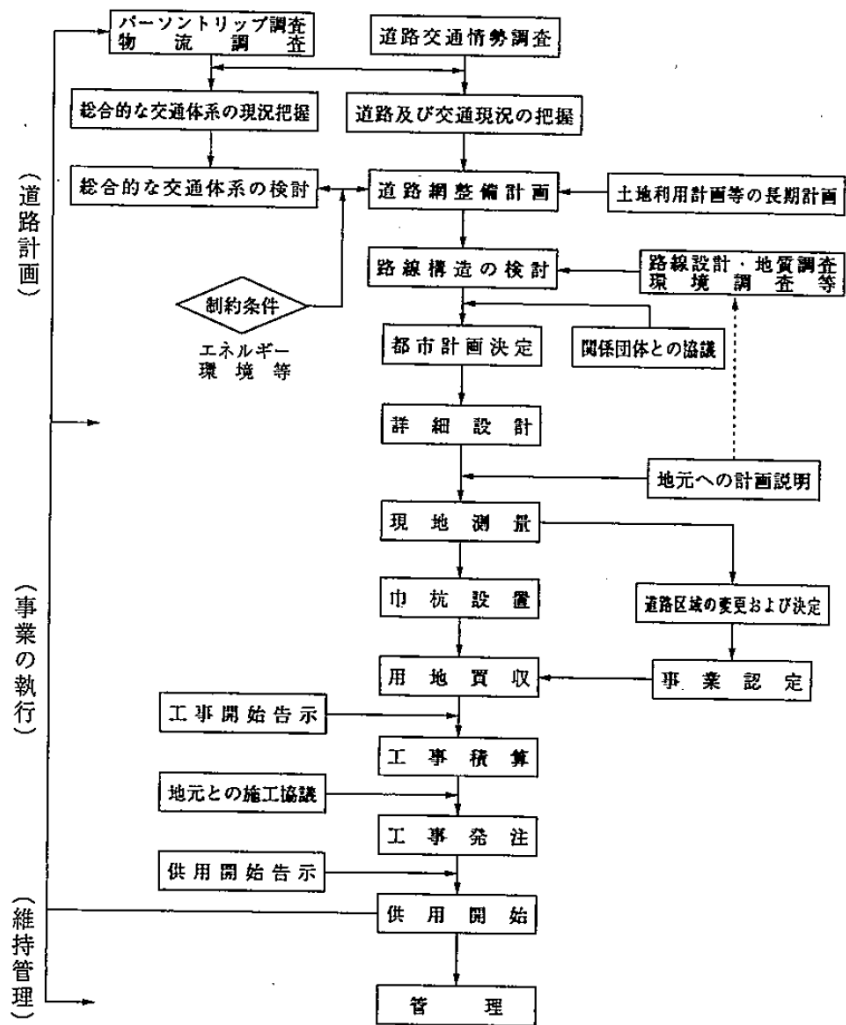 パーソントリップ調査
物流調査
道路交通情勢調査
総合的な交通体系の現況把握
道路及び交通現況の把握
総合的な交通体系の検討
道路網整備計画
土地利用計画等の長期計画
(道路計画)
路線構造の検討
路線設計・地質調査
環境調査等
制約条件
エネルギー
環境等
都市計画決定
関係団体との協議
詳細設計
地元への計画説明
現地測量
(事業の執行)
巾杭設置
道路区域の変更および決定
用地買収
事業認定
工事開始告示
工事積算
地元との施工協議
工事発注
供用開始告示
供用開始
(維持管理)
管理